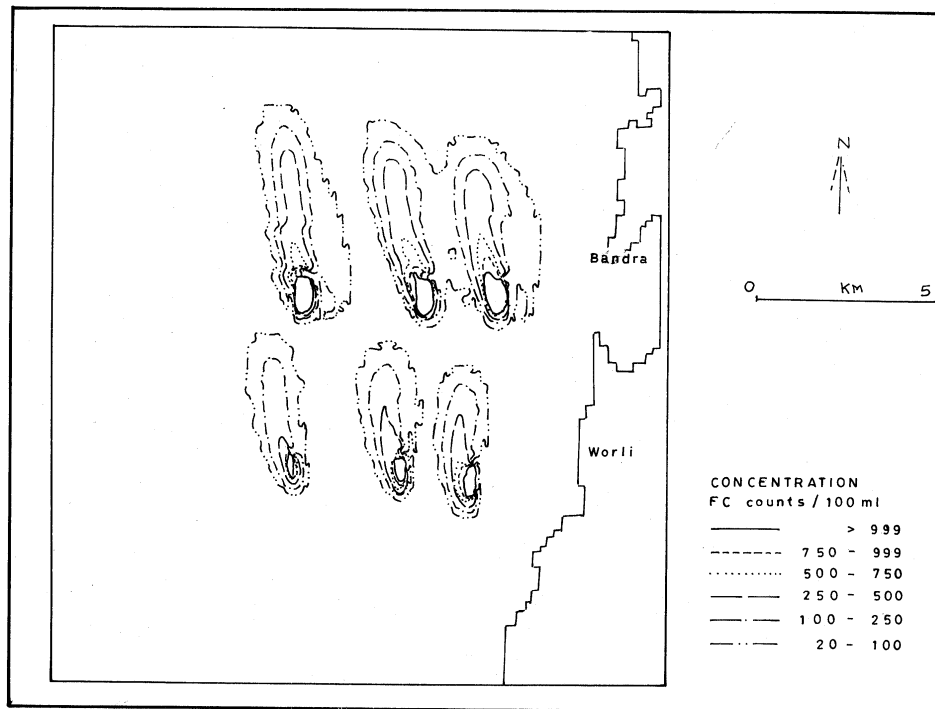 N
Bandra
0 KM 5
Worli
CONCENTRATION
FC counts / 100 ml
> 999
750 - 999
500 - 750
250 - 500
100 - 250
20 - 100